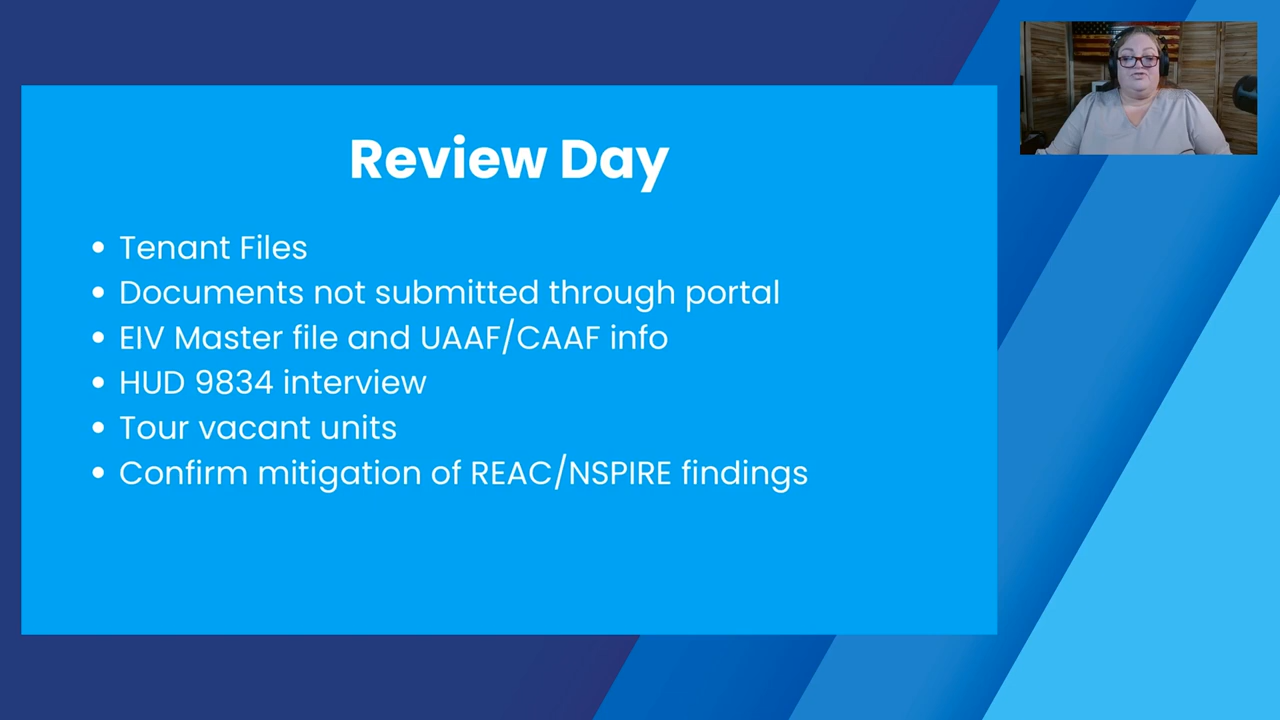 Review Day
Tenant Files
Documents not submitted through portal
EIV Master file and UAAF/CAAF info
HUD 9834 interview
Tour vacant units
Confirm mitigation of REAC/NSPIRE findings